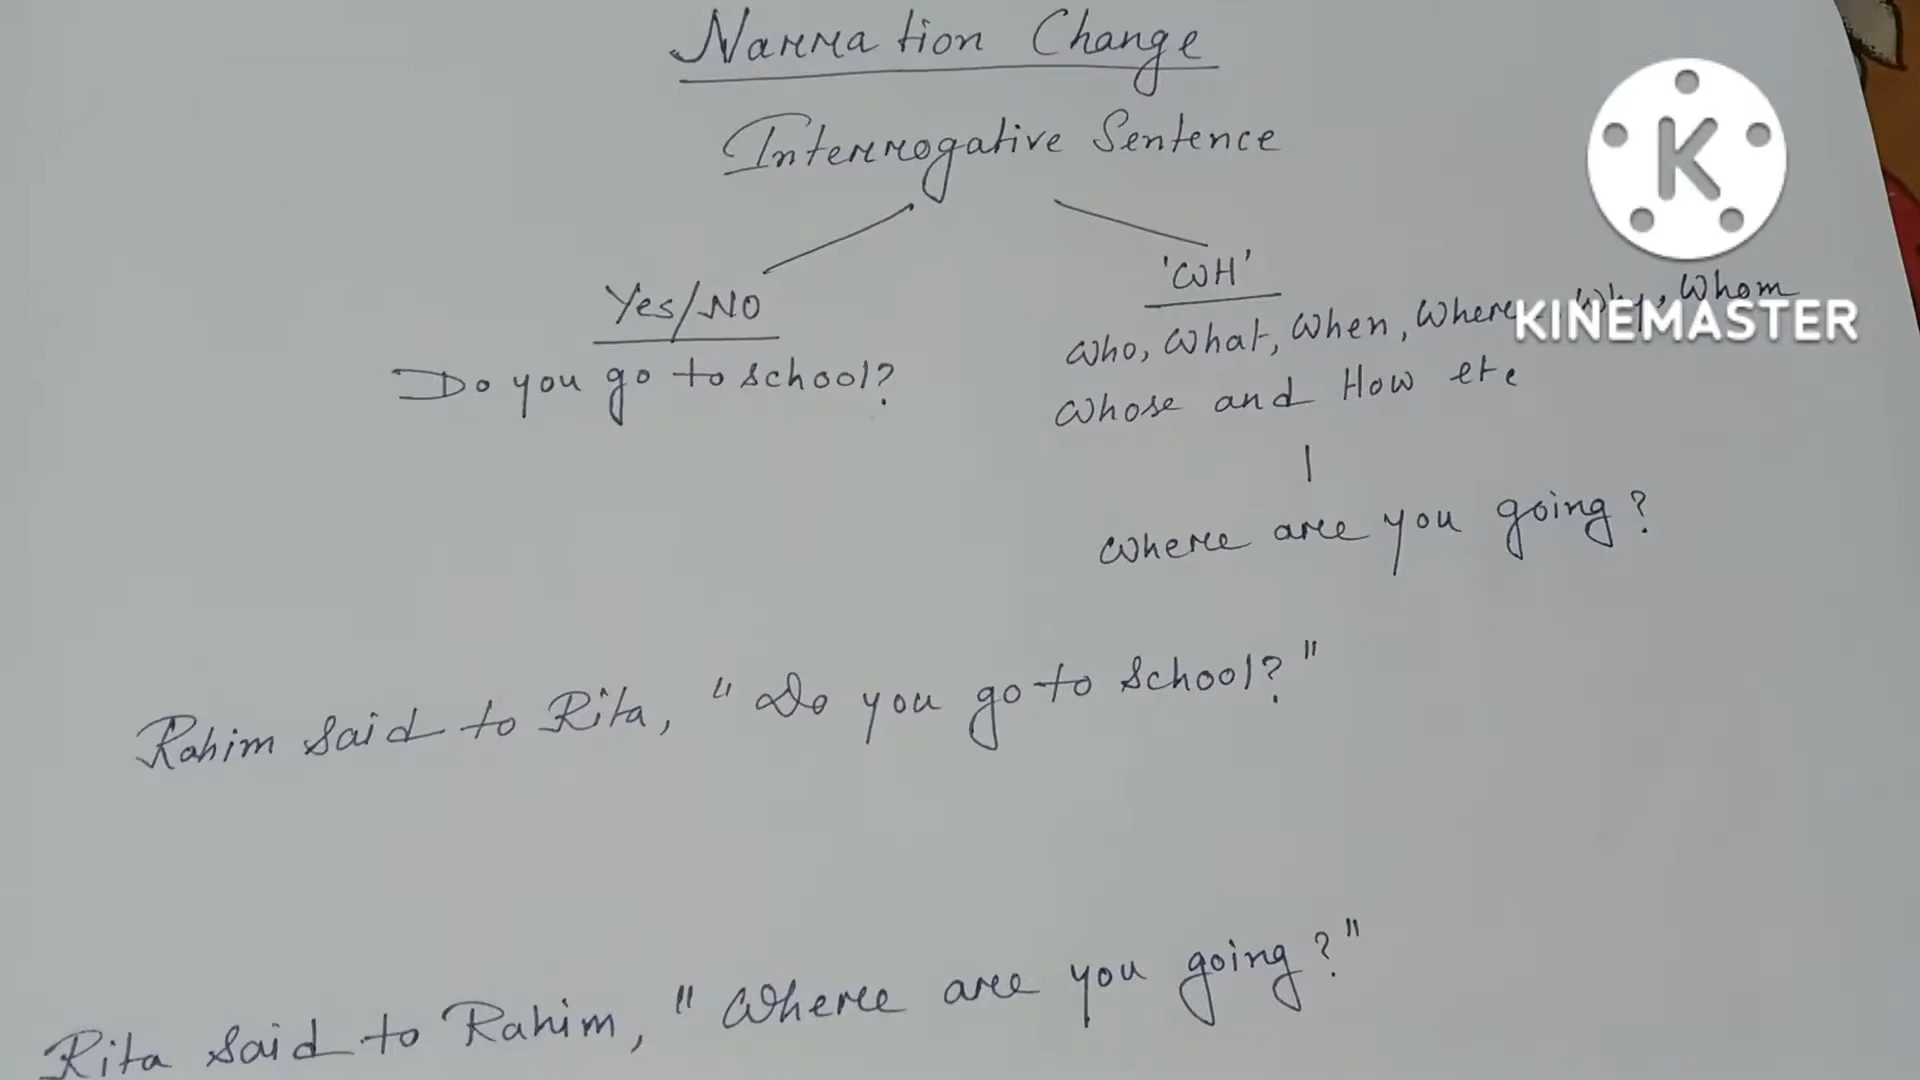 Narration Change
Interrogative Sentence
Yes/NO
Do you go to school?
'WH'
Who, What, When, Where, Why, Whom
Whose and How etc
Where are you going?
Rahim said to Rita, "Do you go to school?"
Rita said to Rahim, "Where are you going?"
K
KINEMASTER